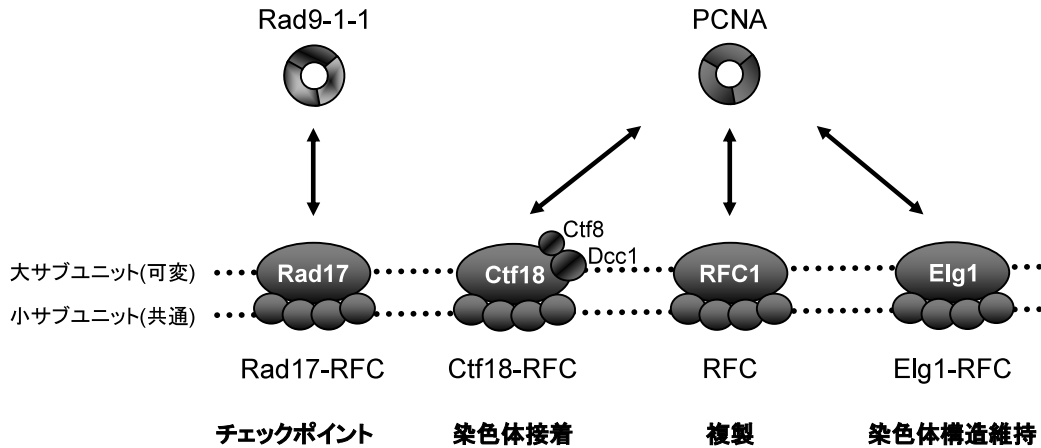 Rad9-1-1
PCNA
Ctf8
Dcc1
大サブユニット(可変)
Rad17
Ctf18
RFC1
Elg1
小サブユニット(共通)
Rad17-RFC
Ctf18-RFC
RFC
Elg1-RFC
チェックポイント
染色体接着
複製
染色体構造維持